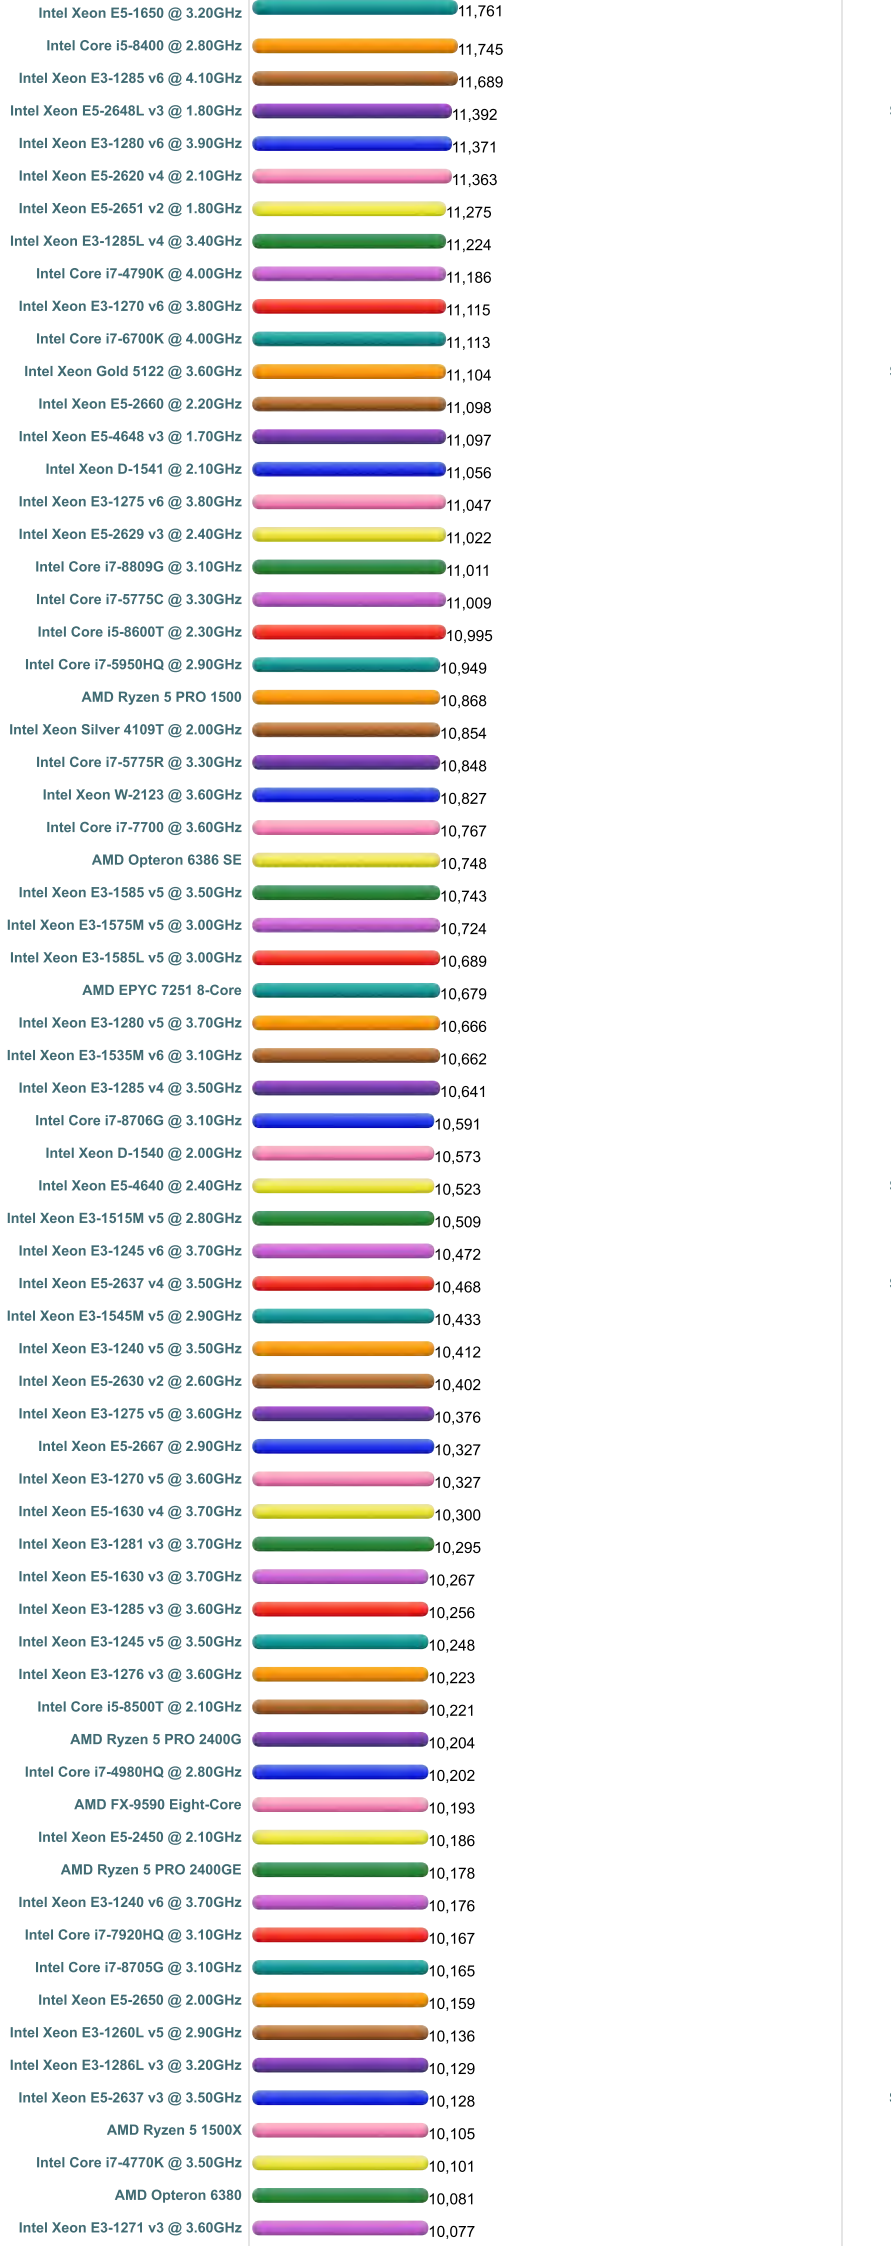 Intel Xeon E5-1650 @ 3.20GHz 11,761
Intel Core i5-8400 @ 2.80GHz 11,745
Intel Xeon E3-1285 v6 @ 4.10GHz 11,689
Intel Xeon E5-2648L v3 @ 1.80GHz 11,392
Intel Xeon E3-1280 v6 @ 3.90GHz 11,371
Intel Xeon E5-2620 v4 @ 2.10GHz 11,363
Intel Xeon E5-2651 v2 @ 1.80GHz 11,275
Intel Xeon E3-1285L v4 @ 3.40GHz 11,224
Intel Core i7-4790K @ 4.00GHz 11,186
Intel Xeon E3-1270 v6 @ 3.80GHz 11,115
Intel Core i7-6700K @ 4.00GHz 11,113
Intel Xeon Gold 5122 @ 3.60GHz 11,104
Intel Xeon E5-2660 @ 2.20GHz 11,098
Intel Xeon E5-4648 v3 @ 1.70GHz 11,097
Intel Xeon D-1541 @ 2.10GHz 11,056
Intel Xeon E3-1275 v6 @ 3.80GHz 11,047
Intel Xeon E5-2629 v3 @ 2.40GHz 11,022
Intel Core i7-8809G @ 3.10GHz 11,011
Intel Core i7-5775C @ 3.30GHz 11,009
Intel Core i5-8600T @ 2.30GHz 10,995
Intel Core i7-5950HQ @ 2.90GHz 10,949
AMD Ryzen 5 PRO 1500 10,868
Intel Xeon Silver 4109T @ 2.00GHz 10,854
Intel Core i7-5775R @ 3.30GHz 10,848
Intel Xeon W-2123 @ 3.60GHz 10,827
Intel Core i7-7700 @ 3.60GHz 10,767
AMD Opteron 6386 SE 10,748
Intel Xeon E3-1585 v5 @ 3.50GHz 10,743
Intel Xeon E3-1575M v5 @ 3.00GHz 10,724
Intel Xeon E3-1585L v5 @ 3.00GHz 10,689
AMD EPYC 7251 8-Core 10,679
Intel Xeon E3-1280 v5 @ 3.70GHz 10,666
Intel Xeon E3-1535M v6 @ 3.10GHz 10,662
Intel Xeon E3-1285 v4 @ 3.50GHz 10,641
Intel Core i7-8706G @ 3.10GHz 10,591
Intel Xeon D-1540 @ 2.00GHz 10,573
Intel Xeon E5-4640 @ 2.40GHz 10,523
Intel Xeon E3-1515M v5 @ 2.80GHz 10,509
Intel Xeon E3-1245 v6 @ 3.70GHz 10,472
Intel Xeon E5-2637 v4 @ 3.50GHz 10,468
Intel Xeon E3-1545M v5 @ 2.90GHz 10,433
Intel Xeon E3-1240 v5 @ 3.50GHz 10,412
Intel Xeon E5-2630 v2 @ 2.60GHz 10,402
Intel Xeon E3-1275 v5 @ 3.60GHz 10,376
Intel Xeon E5-2667 @ 2.90GHz 10,327
Intel Xeon E3-1270 v5 @ 3.60GHz 10,327
Intel Xeon E5-1630 v4 @ 3.70GHz 10,300
Intel Xeon E3-1281 v3 @ 3.70GHz 10,295
Intel Xeon E5-1630 v3 @ 3.70GHz 10,267
Intel Xeon E3-1285 v3 @ 3.60GHz 10,256
Intel Xeon E3-1245 v5 @ 3.50GHz 10,248
Intel Xeon E3-1276 v3 @ 3.60GHz 10,223
Intel Core i5-8500T @ 2.10GHz 10,221
AMD Ryzen 5 PRO 2400G 10,204
Intel Core i7-4980HQ @ 2.80GHz 10,202
AMD FX-9590 Eight-Core 10,193
Intel Xeon E5-2450 @ 2.10GHz 10,186
AMD Ryzen 5 PRO 2400GE 10,178
Intel Xeon E3-1240 v6 @ 3.70GHz 10,176
Intel Core i7-7920HQ @ 3.10GHz 10,167
Intel Core i7-8705G @ 3.10GHz 10,165
Intel Xeon E5-2650 @ 2.00GHz 10,159
Intel Xeon E3-1260L v5 @ 2.90GHz 10,136
Intel Xeon E3-1286L v3 @ 3.20GHz 10,129
Intel Xeon E5-2637 v3 @ 3.50GHz 10,128
AMD Ryzen 5 1500X 10,105
Intel Core i7-4770K @ 3.50GHz 10,101
AMD Opteron 6380 10,081
Intel Xeon E3-1271 v3 @ 3.60GHz 10,077